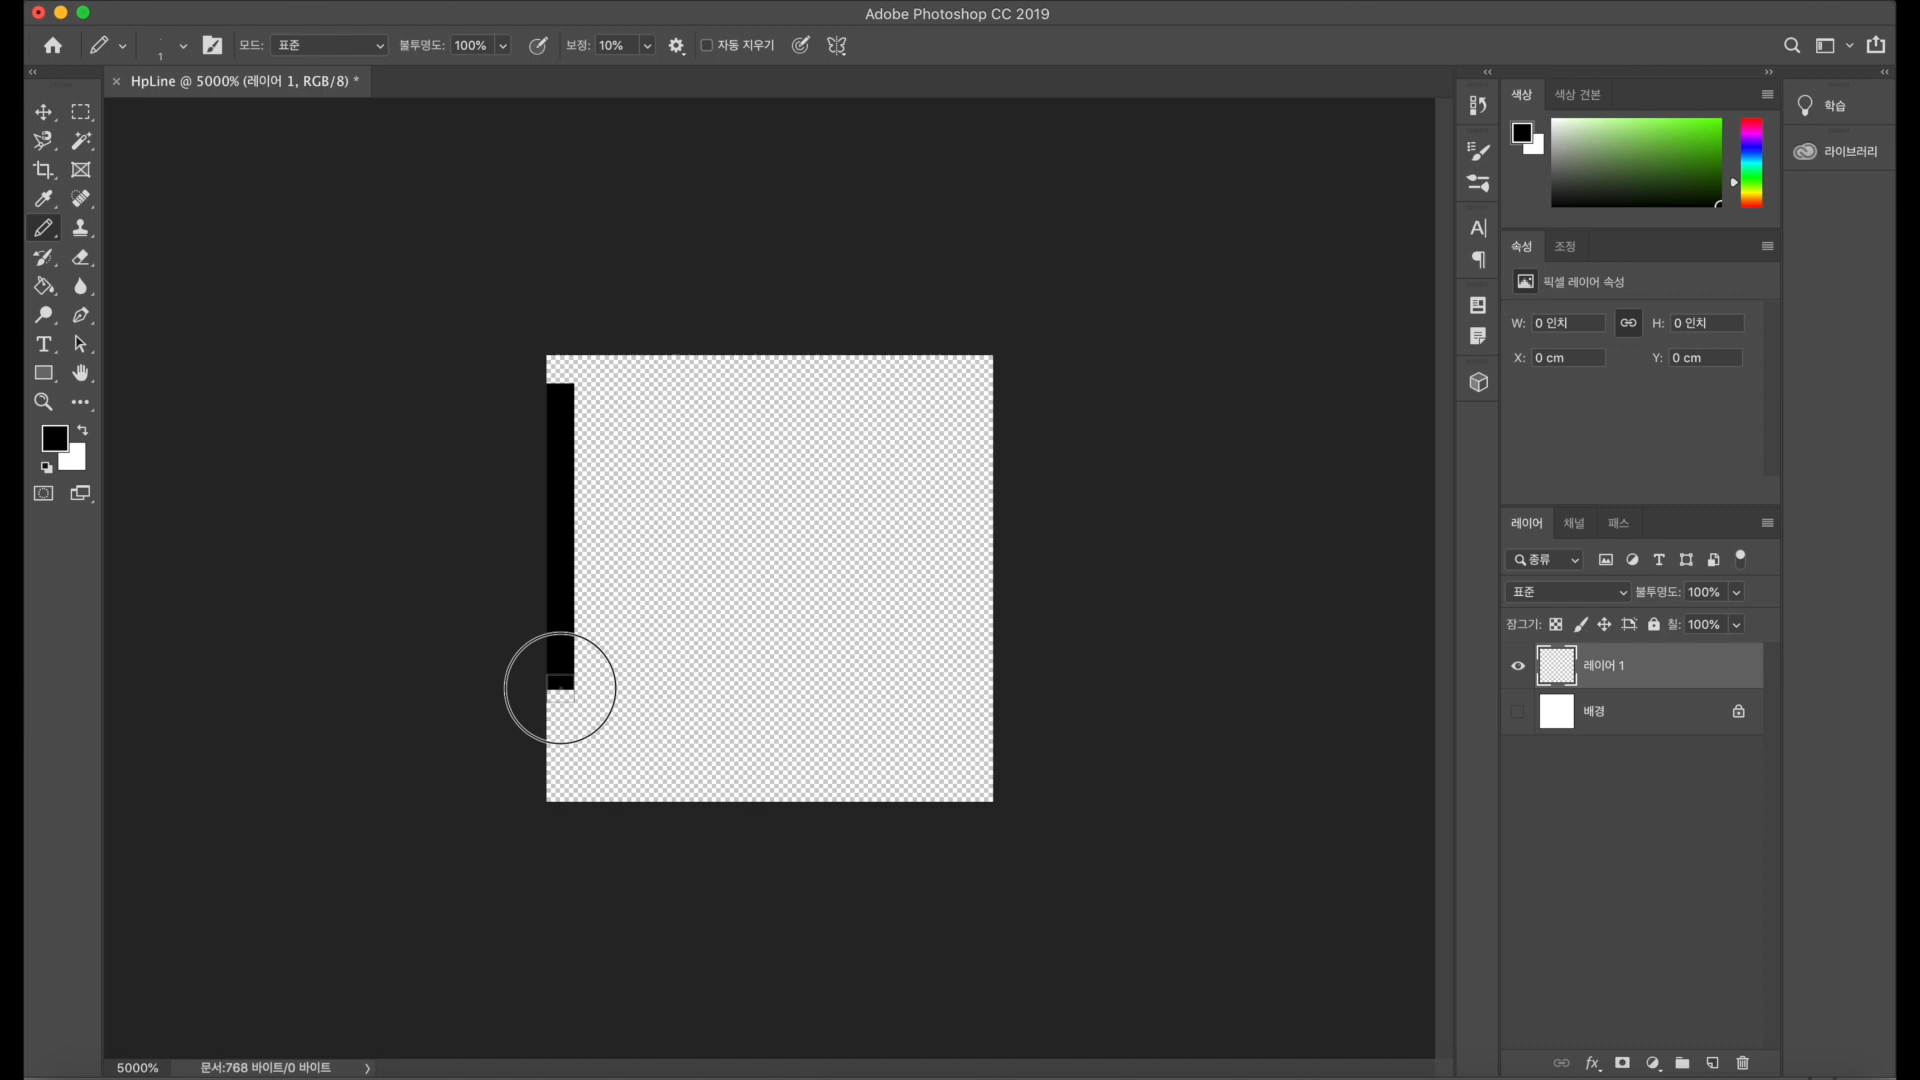 Adobe Photoshop CC 2019
1 모드: 표준 불투명도: 100% 보정: 10% 자동 지우기
HpLine @ 5000% (레이어 1, RGB/8) *
색상 색상 견본
학습
라이브러리
속성 조정
픽셀 레이어 속성
W: 0 인치 H: 0 인치
X: 0 cm Y: 0 cm
레이어 채널 패스
종류
표준 불투명도: 100%
잠그기: 칠: 100%
레이어 1
배경
5000% 문서:768 바이트/0 바이트